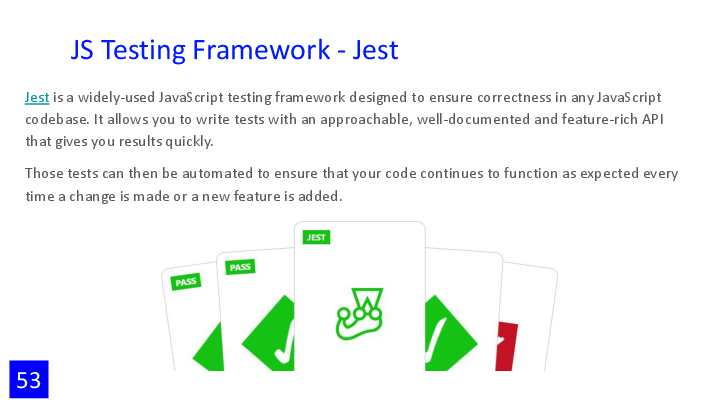 JS Testing Framework - Jest
Jest is a widely-used JavaScript testing framework designed to ensure correctness in any JavaScript
codebase. It allows you to write tests with an approachable, well-documented and feature-rich API
that gives you results quickly.
Those tests can then be automated to ensure that your code continues to function as expected every
time a change is made or a new feature is added.
JEST
PASS
PASS
53